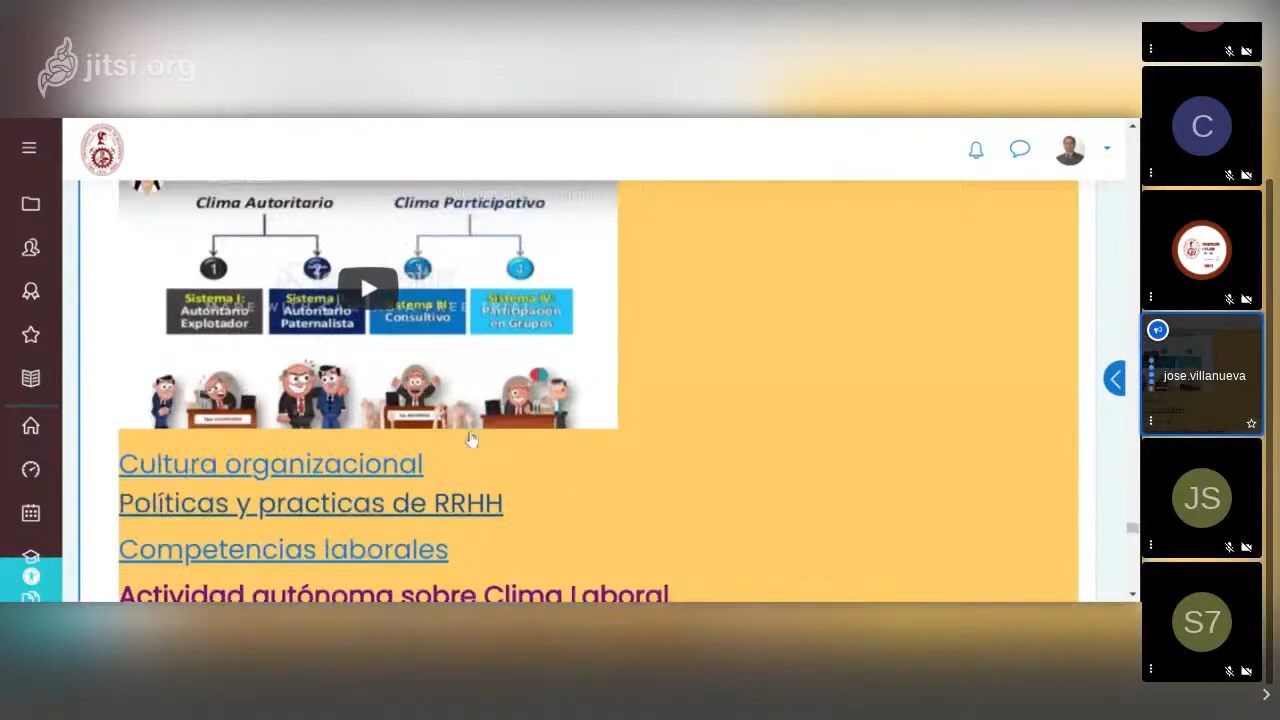 jitsi.org
Clima Autoritario
Clima Participativo
1
2
3
4
Sistema I:
Autoritario
Explotador
Sistema
Autoritario
Paternalista
Sistema III:
Consultivo
Sistema IV:
Participación
en Grupos
Cultura organizacional
Políticas y practicas de RRHH
Competencias laborales
Actividad autónoma sobre Clima Laboral
C
jose.villanueva
JS
S7